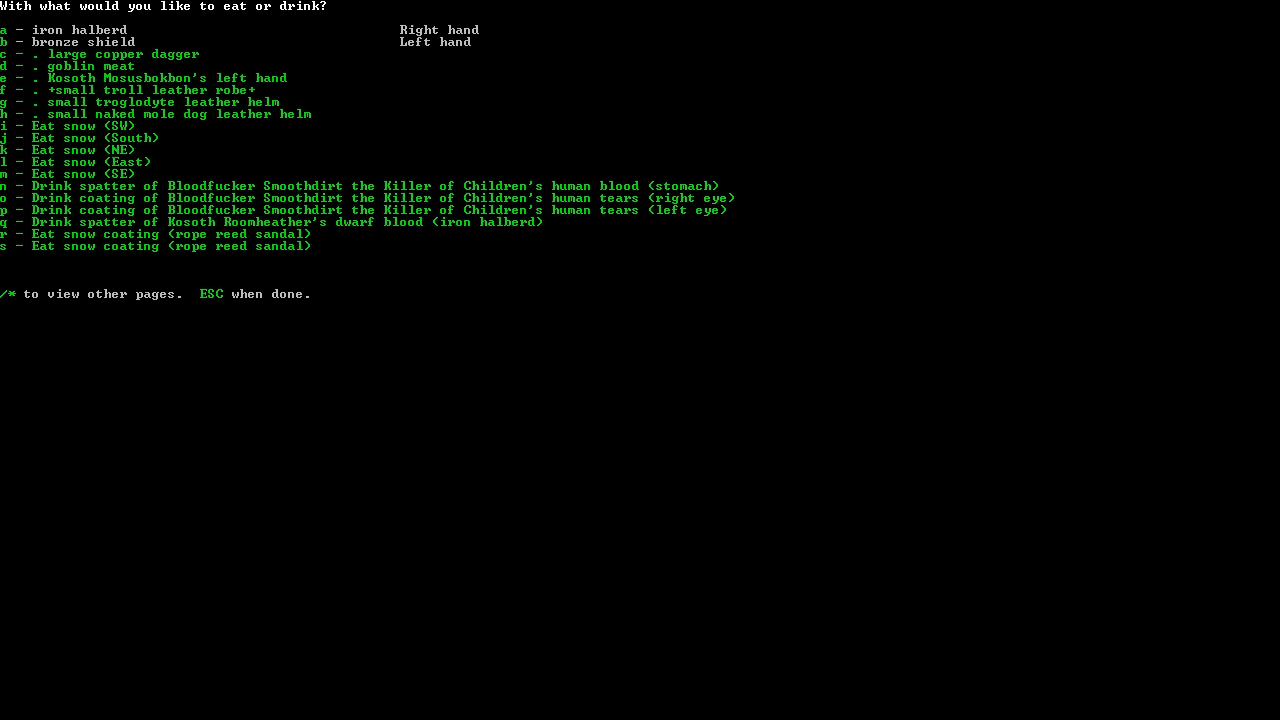 With what would you like to eat or drink?
a - iron halberd Right hand
b - bronze shield Left hand
c - . large copper dagger
d - . goblin meat
e - . Kosoth Mosusbokbon's left hand
f - . +small troll leather robe+
g - . small troglodyte leather helm
h - . small naked mole dog leather helm
i - Eat snow (SW)
j - Eat snow (South)
k - Eat snow (NE)
l - Eat snow (East)
m - Eat snow (SE)
n - Drink spatter of Bloodfucker Smoothdirt the Killer of Children's human blood (stomach)
o - Drink coating of Bloodfucker Smoothdirt the Killer of Children's human tears (right eye)
p - Drink coating of Bloodfucker Smoothdirt the Killer of Children's human tears (left eye)
q - Drink spatter of Kosoth Roomheather's dwarf blood (iron halberd)
r - Eat snow coating (rope reed sandal)
s - Eat snow coating (rope reed sandal)
/* to view other pages. ESC when done.